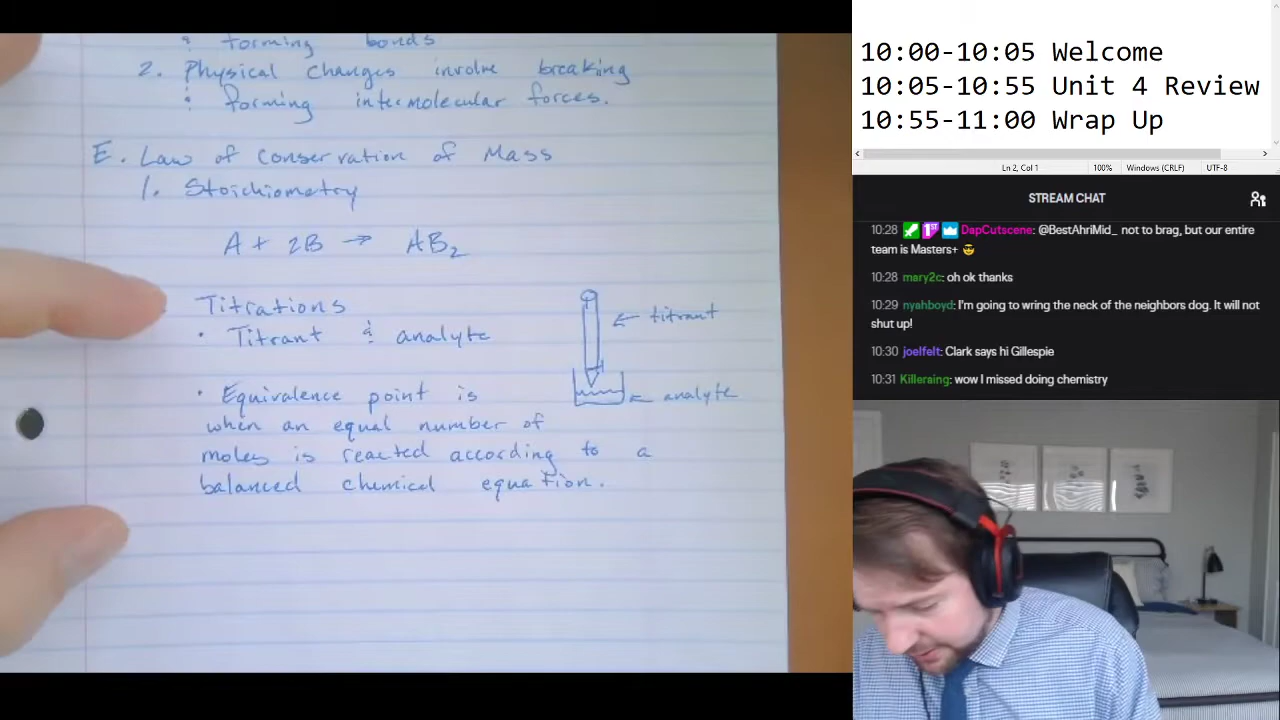 : forming bonds
2. Physical changes involve breaking
: forming intermolecular forces.
E. Law of Conservation of Mass
1. Stoichiometry
A + 2B → AB2
Titrations
• Titrant & analyte
← titrant
• Equivalence point is
← analyte
when an equal number of
moles is reacted according to a
balanced chemical equation.
10:00-10:05 Welcome
10:05-10:55 Unit 4 Review
10:55-11:00 Wrap Up
Ln 2, Col 1 100% Windows (CRLF) UTF-8
STREAM CHAT
10:28 DapCutscene: @BestAhriMid_ not to brag, but our entire
team is Masters+ 😎
10:28 mary2c: oh ok thanks
10:29 nyahboyd: I'm going to wring the neck of the neighbors dog. It will not
shut up!
10:30 joelfelt: Clark says hi Gillespie
10:31 Killeraing: wow I missed doing chemistry